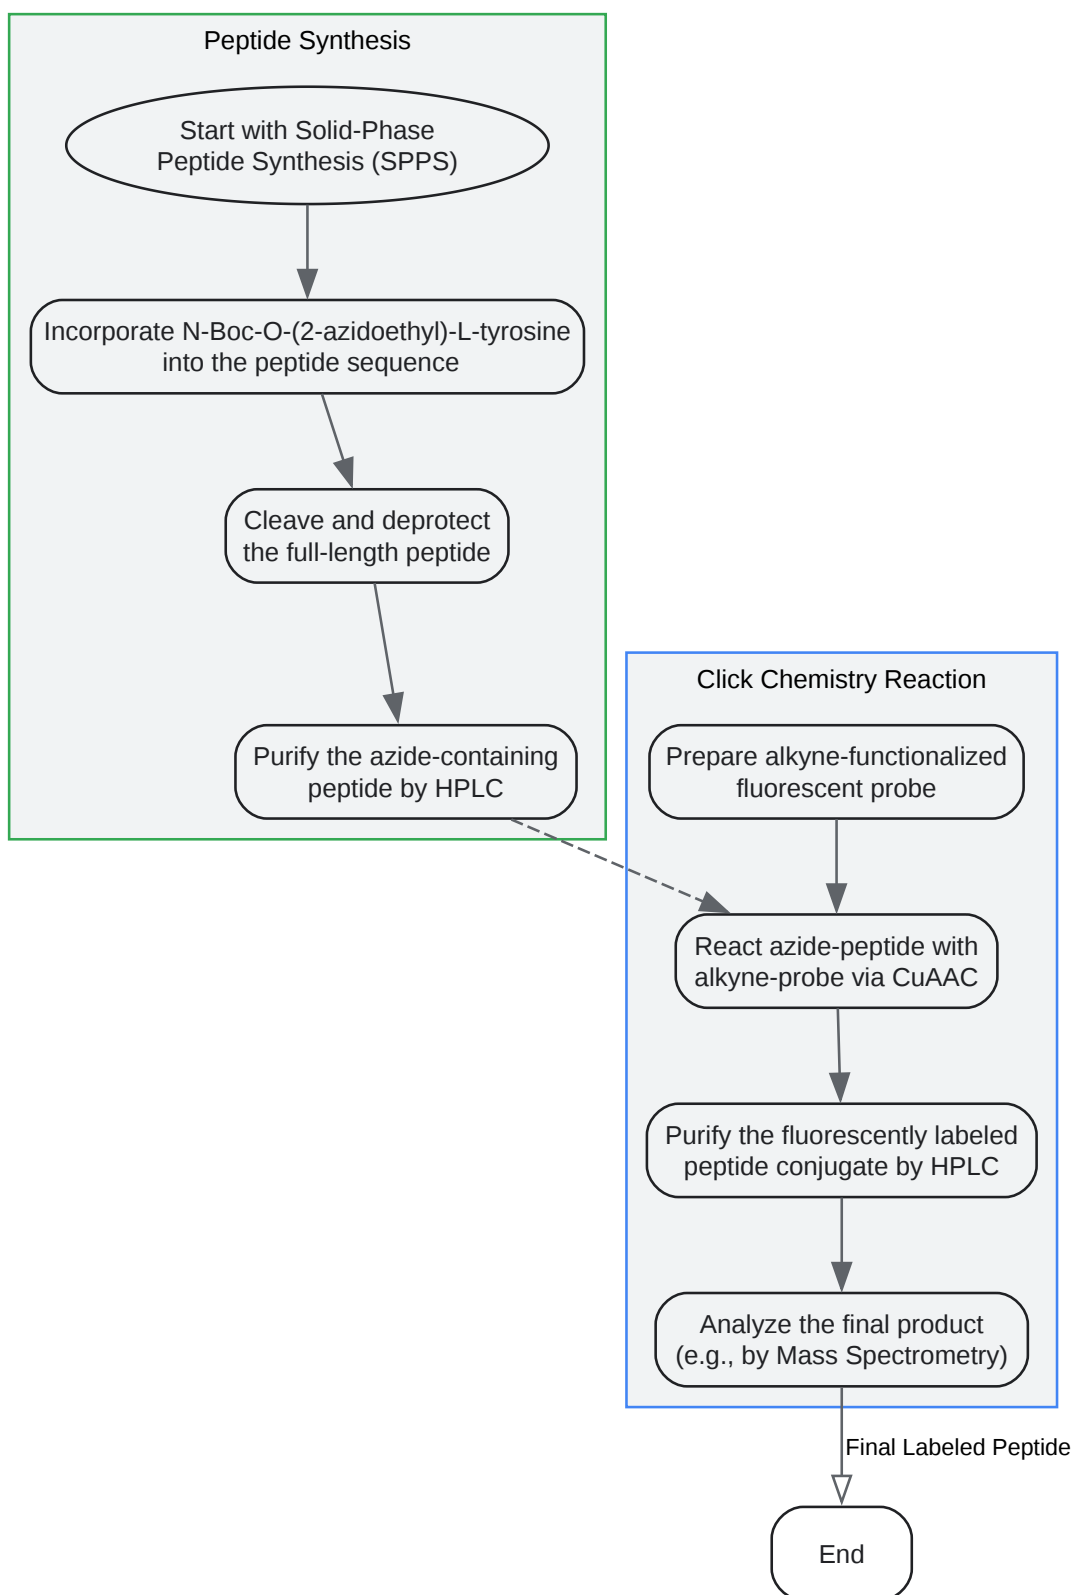 Peptide Synthesis
Start with Solid-Phase
Peptide Synthesis (SPPS)
Incorporate N-Boc-O-(2-azidoethyl)-L-tyrosine
into the peptide sequence
Cleave and deprotect
the full-length peptide
Purify the azide-containing
peptide by HPLC
Click Chemistry Reaction
Prepare alkyne-functionalized
fluorescent probe
React azide-peptide with
alkyne-probe via CuAAC
Purify the fluorescently labeled
peptide conjugate by HPLC
Analyze the final product
(e.g., by Mass Spectrometry)
Final Labeled Peptide
End